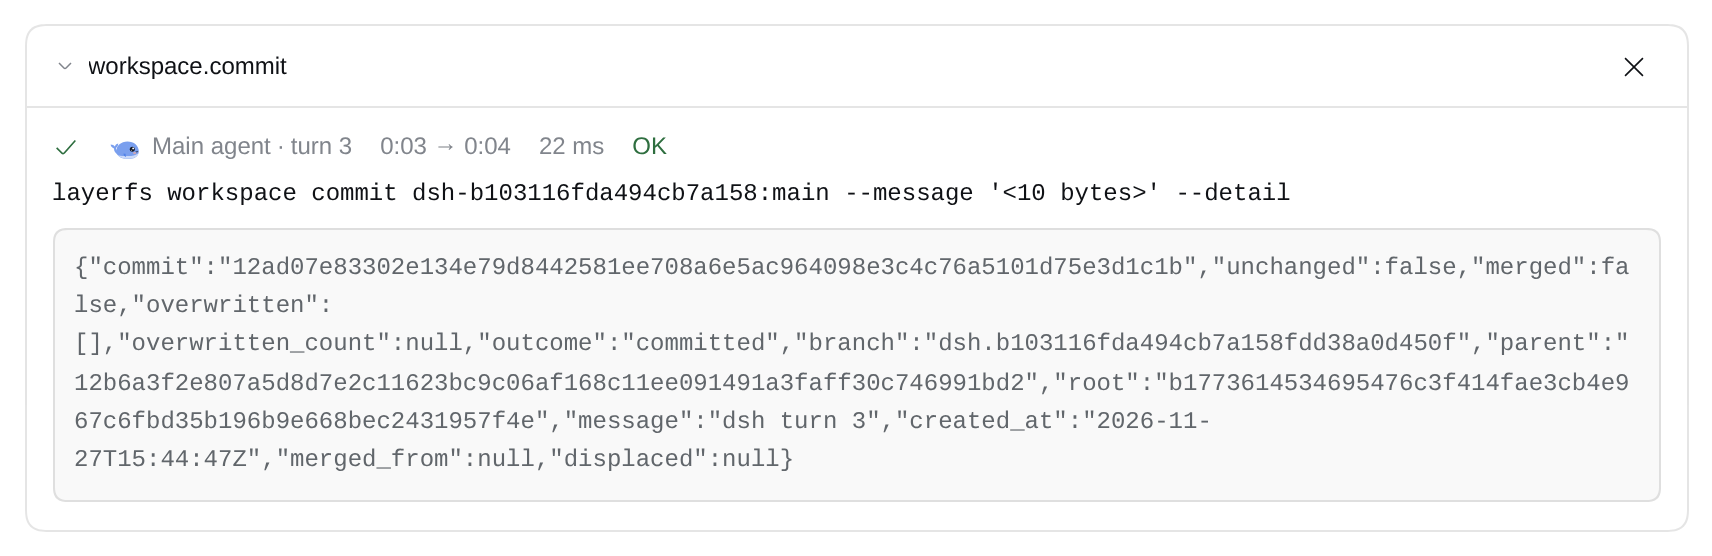 workspace.commit
Main agent · turn 3 0:03 → 0:04 22 ms OK
layerfs workspace commit dsh-b103116fda494cb7a158:main --message '<10 bytes>' --detail
{"commit":"12ad07e83302e134e79d8442581ee708a6e5ac964098e3c4c76a5101d75e3d1c1b","unchanged":false,"merged":fa
lse,"overwritten":
[],"overwritten_count":null,"outcome":"committed","branch":"dsh.b103116fda494cb7a158fdd38a0d450f","parent":"
12b6a3f2e807a5d8d7e2c11623bc9c06af168c11ee091491a3faff30c746991bd2","root":"b1773614534695476c3f414fae3cb4e9
67c6fbd35b196b9e668bec2431957f4e","message":"dsh turn 3","created_at":"2026-11-
27T15:44:47Z","merged_from":null,"displaced":null}